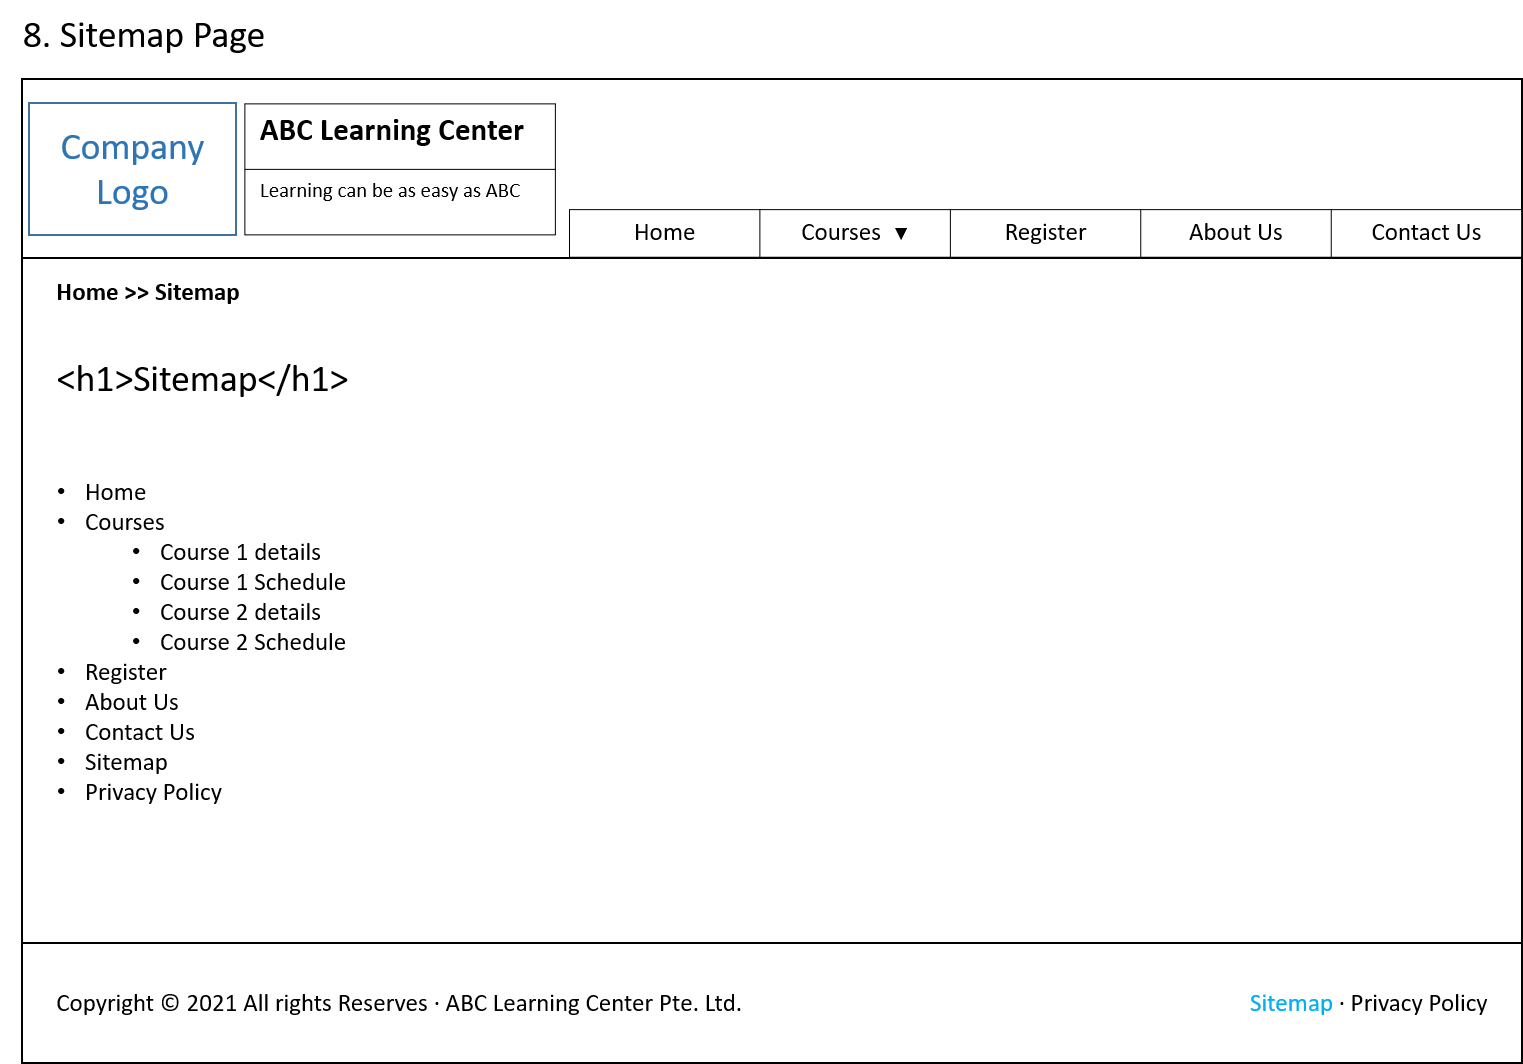 8. Sitemap Page
Company
Logo
ABC Learning Center
Learning can be as easy as ABC
Home
Courses ▼
Register
About Us
Contact Us
Home >> Sitemap
<h1>Sitemap</h1>
• Home
• Courses
• Course 1 details
• Course 1 Schedule
• Course 2 details
• Course 2 Schedule
• Register
• About Us
• Contact Us
• Sitemap
• Privacy Policy
Copyright © 2021 All rights Reserves · ABC Learning Center Pte. Ltd.
Sitemap · Privacy Policy